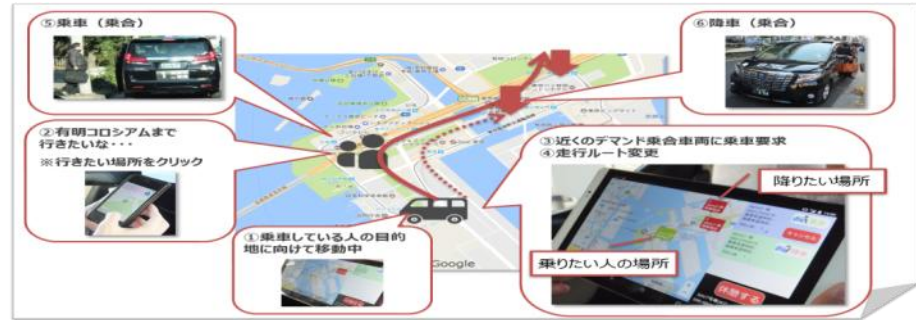 ⑤乗車（乗合）
⑥降車（乗合）
②有明コロシアムまで
行きたいな・・・
※行きたい場所をクリック
③近くのデマンド乗合車両に乗車要求
④走行ルート変更
降りたい場所
乗りたい人の場所
休憩する
①乗車している人の目的
地に向けて移動中
Google